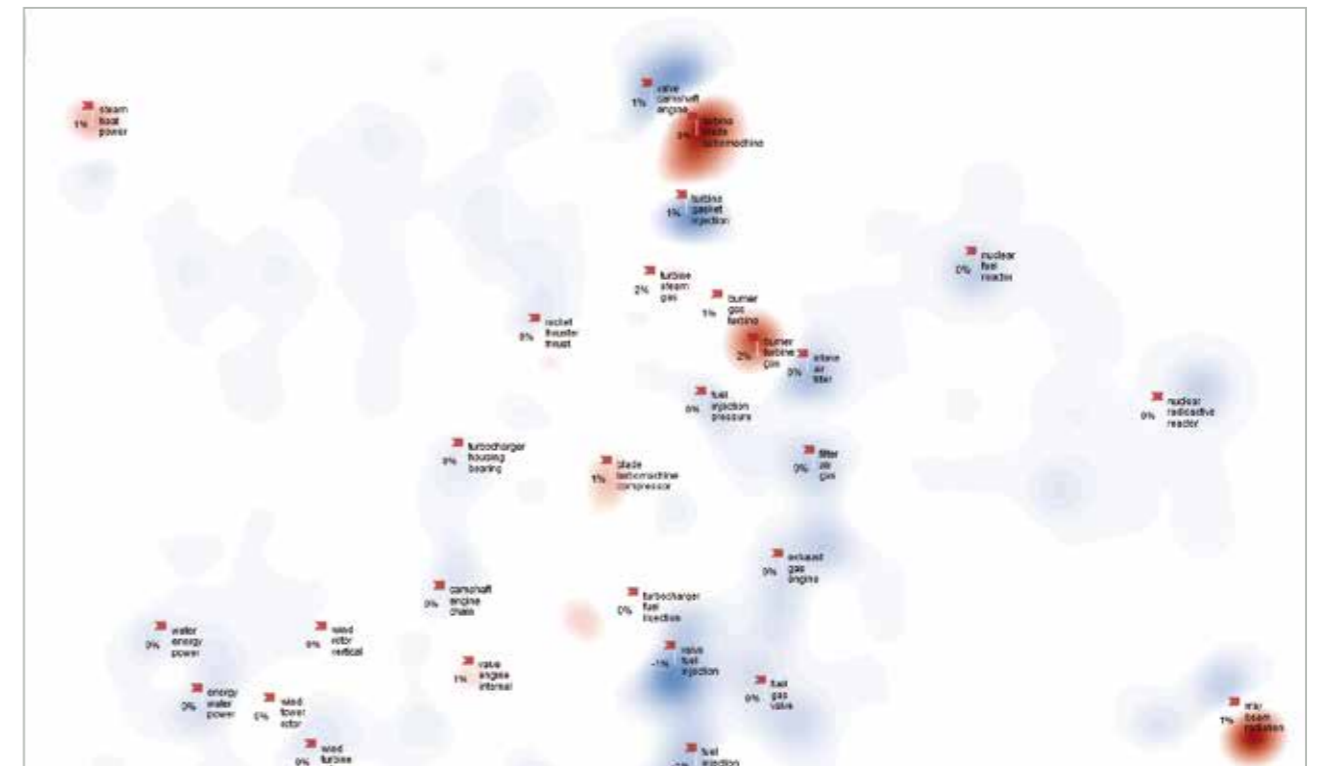 steam
1%
heat
power
valve
1%
camshaft
engine
turbine
blade
turbomachine
turbine
1%
gasket
injection
turbine
2%
steam
gas
burner
1%
gas
turbine
nuclear
0%
fuel
reactor
rocket
0%
thruster
thrust
burner
2%
turbine
gas
intake
0%
air
filter
fuel
0%
injection
pressure
nuclear
0%
radioactive
reactor
turbocharger
0%
housing
bearing
blade
1%
turbomachine
compressor
filter
0%
air
gas
exhaust
0%
gas
engine
camshaft
0%
engine
chain
turbocharger
0%
fuel
injection
water
0%
energy
power
wind
0%
rotor
vertical
valve
-1%
fuel
injection
valve
1%
engine
internal
fuel
0%
gas
valve
energy
0%
water
power
wind
0%
tower
rotor
1%
beam
radiation
wind
0%
turbine
fuel
injection